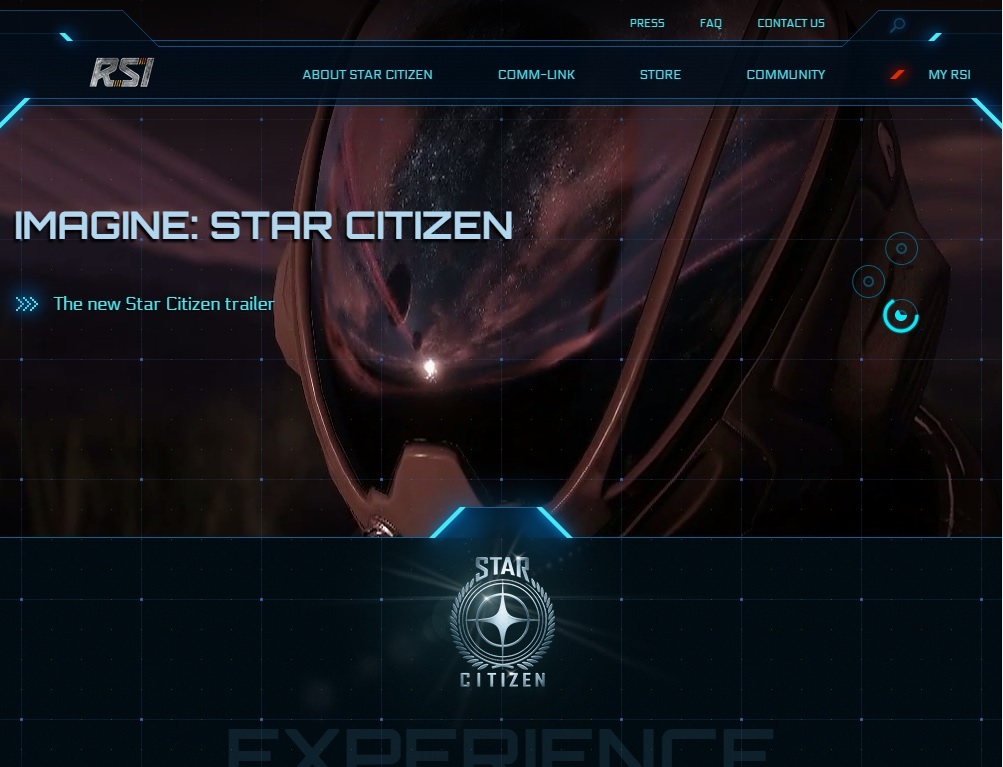 PRESS FAQ CONTACT US
RSI ABOUT STAR CITIZEN COMM-LINK STORE COMMUNITY MY RSI
IMAGINE: STAR CITIZEN
The new Star Citizen trailer
STAR
CITIZEN
EXPERIENCE